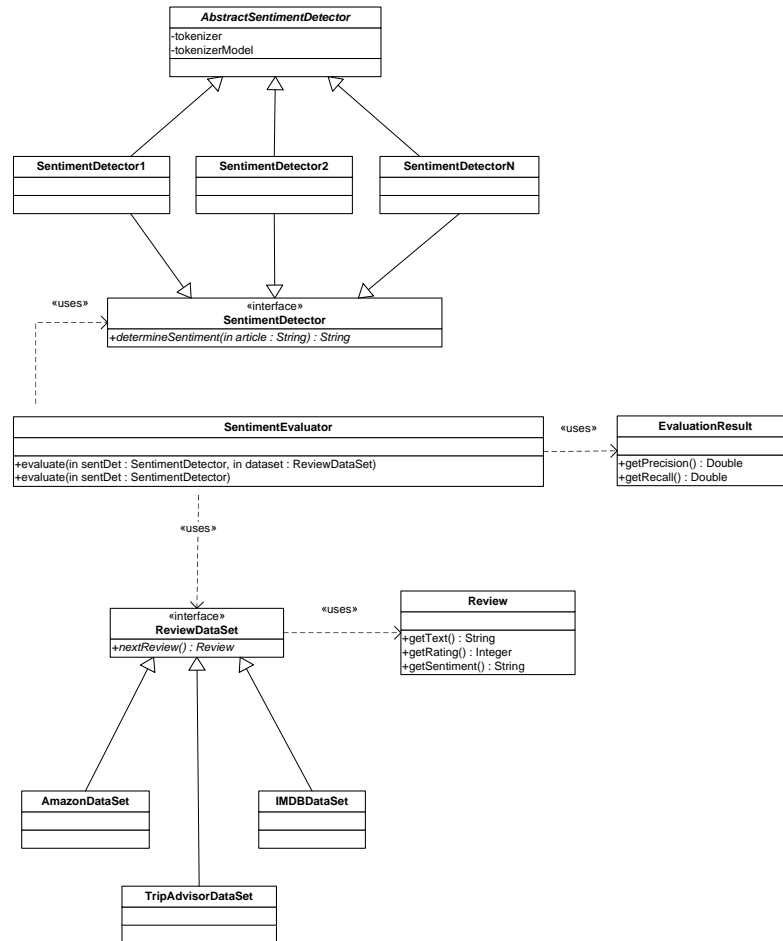 AbstractSentimentDetector
-tokenizer
-tokenizerModel
SentimentDetector1
SentimentDetector2
SentimentDetectorN
«uses»
«interface»
SentimentDetector
+determineSentiment(in article : String) : String
SentimentEvaluator
+evaluate(in sentDet : SentimentDetector, in dataset : ReviewDataSet)
+evaluate(in sentDet : SentimentDetector)
«uses»
EvaluationResult
+getPrecision() : Double
+getRecall() : Double
«uses»
«interface»
ReviewDataSet
+nextReview() : Review
«uses»
Review
+getText() : String
+getRating() : Integer
+getSentiment() : String
AmazonDataSet
IMDBDataSet
TripAdvisorDataSet